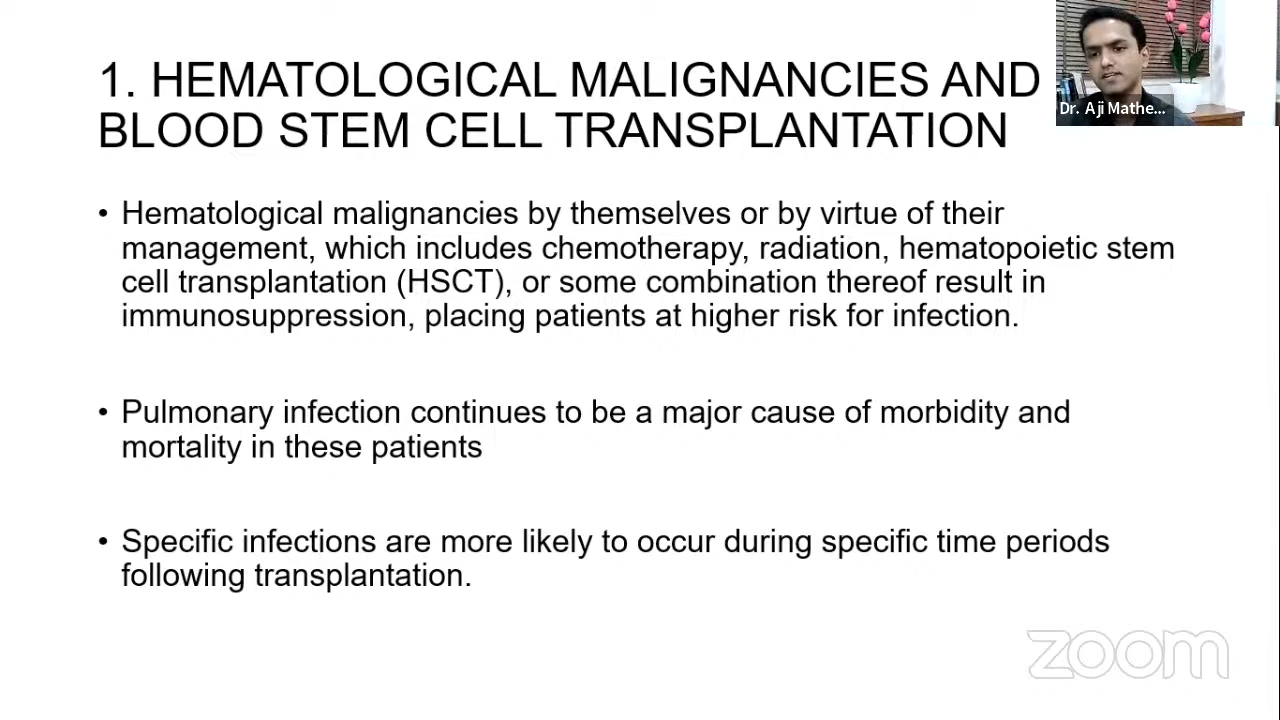 1. HEMATOLOGICAL MALIGNANCIES AND
BLOOD STEM CELL TRANSPLANTATION
Dr. Aji Mathe...
• Hematological malignancies by themselves or by virtue of their
management, which includes chemotherapy, radiation, hematopoietic stem
cell transplantation (HSCT), or some combination thereof result in
immunosuppression, placing patients at higher risk for infection.
• Pulmonary infection continues to be a major cause of morbidity and
mortality in these patients
• Specific infections are more likely to occur during specific time periods
following transplantation.
zoom